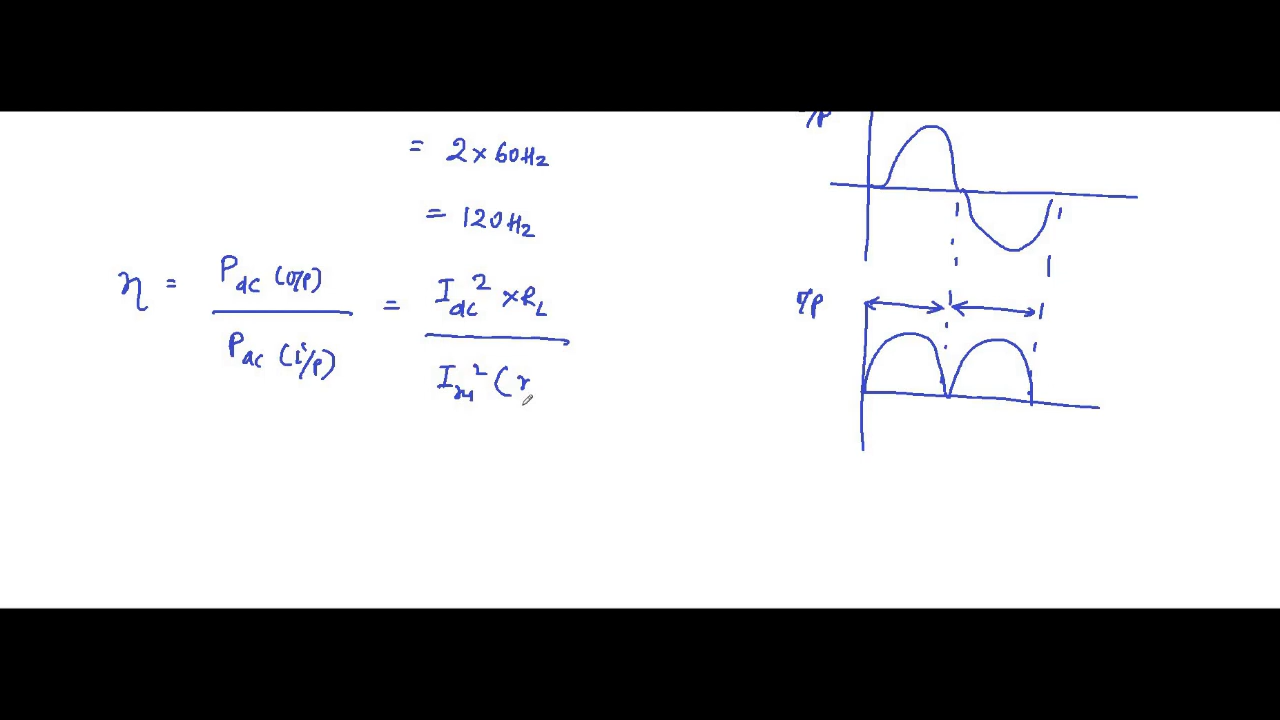 = 2 × 60Hz
= 120Hz
η = Pdc (o/p) / Pac (i/p) = Idc² × RL / Irms² (r
i/p
o/p